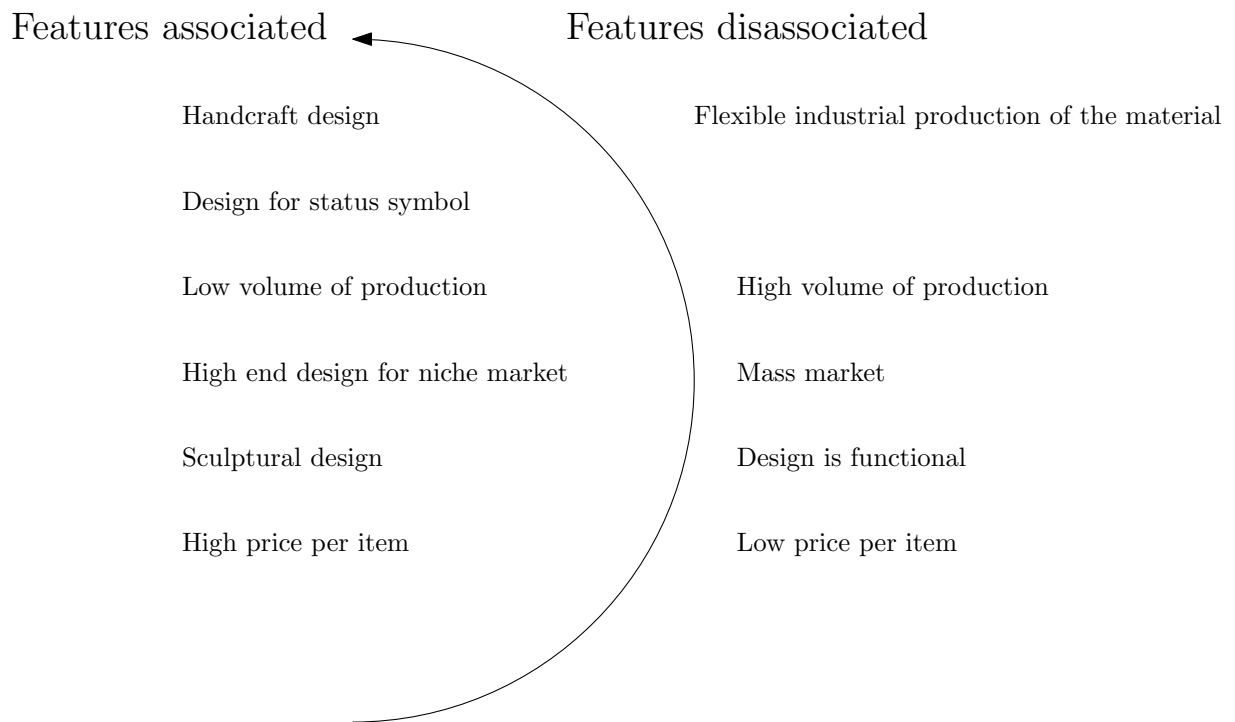 Features associated
Features disassociated
Handcraft design
Flexible industrial production of the material
Design for status symbol
Low volume of production
High volume of production
High end design for niche market
Mass market
Sculptural design
Design is functional
High price per item
Low price per item